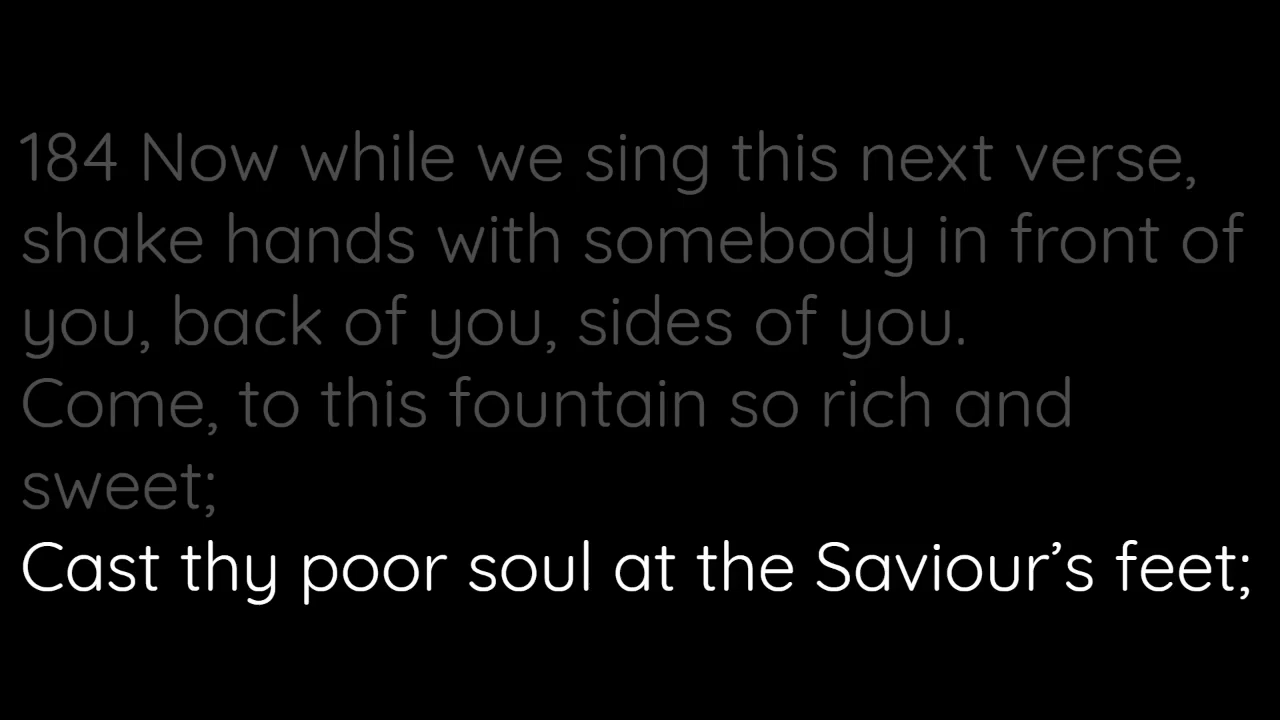 184 Now while we sing this next verse,
shake hands with somebody in front of
you, back of you, sides of you.
Come, to this fountain so rich and
sweet;
Cast thy poor soul at the Saviour’s feet;